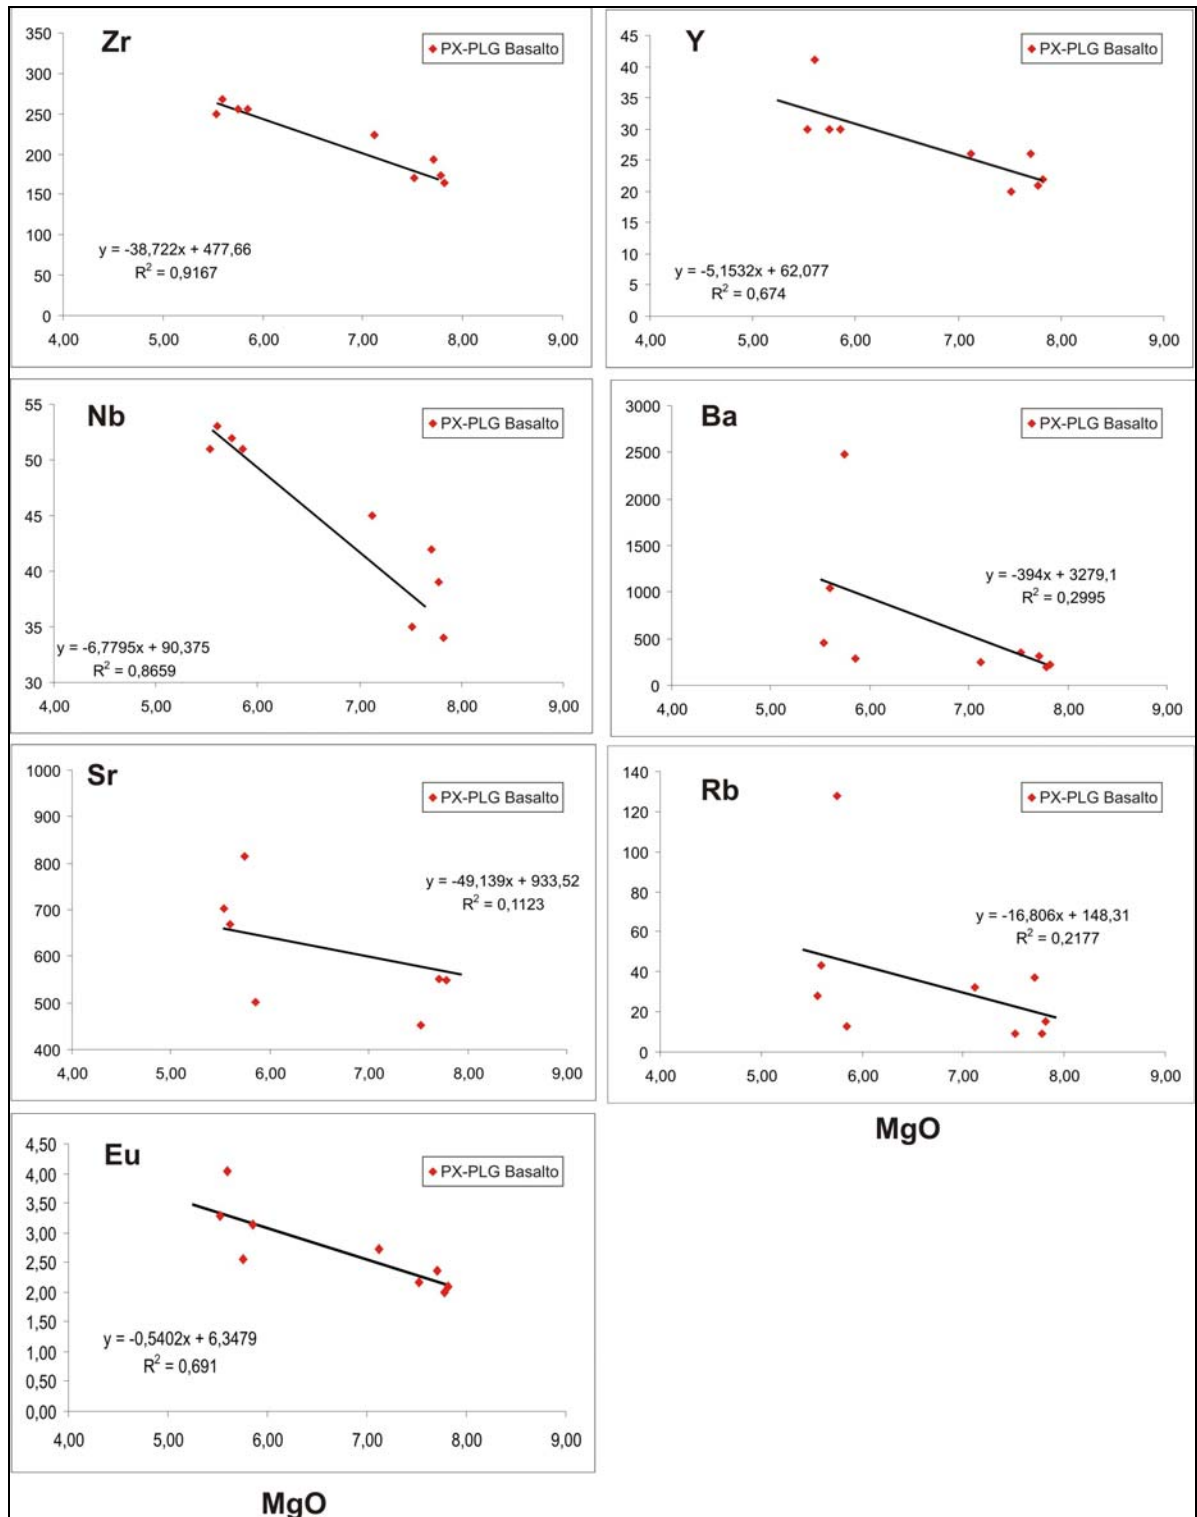 Zr
PX-PLG Basalto
350
300
250
200
150
100
50
0
y = -38,722x + 477,66
R² = 0,9167
4,00 5,00 6,00 7,00 8,00 9,00
Y
PX-PLG Basalto
45
40
35
30
25
20
15
10
5
0
y = -5,1532x + 62,077
R² = 0,674
4,00 5,00 6,00 7,00 8,00 9,00
Nb
PX-PLG Basalto
55
50
45
40
35
30
y = -6,7795x + 90,375
R² = 0,8659
4,00 5,00 6,00 7,00 8,00 9,00
Ba
PX-PLG Basalto
3000
2500
2000
1500
1000
500
0
y = -394x + 3279,1
R² = 0,2995
4,00 5,00 6,00 7,00 8,00 9,00
Sr
PX-PLG Basalto
1000
900
800
700
600
500
400
y = -49,139x + 933,52
R² = 0,1123
4,00 5,00 6,00 7,00 8,00 9,00
Rb
PX-PLG Basalto
140
120
100
80
60
40
20
0
y = -16,806x + 148,31
R² = 0,2177
4,00 5,00 6,00 7,00 8,00 9,00
MgO
Eu
PX-PLG Basalto
4,50
4,00
3,50
3,00
2,50
2,00
1,50
1,00
0,50
0,00
y = -0,5402x + 6,3479
R² = 0,691
4,00 5,00 6,00 7,00 8,00 9,00
MgO